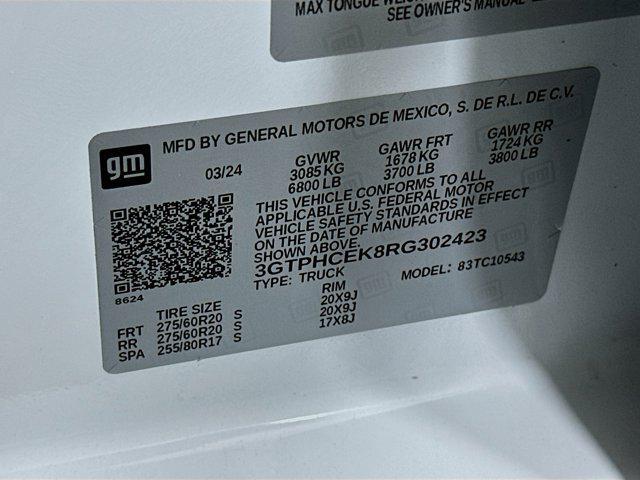 MAX TONGUE
SEE OWNER'S MANUAL
gm
MFD BY GENERAL MOTORS DE MEXICO, S. DE R.L. DE C.V.
03/24
GVWR GAWR FRT GAWR RR
3085 KG 1678 KG 1724 KG
6800 LB 3700 LB 3800 LB
THIS VEHICLE CONFORMS TO ALL
APPLICABLE U.S. FEDERAL MOTOR
VEHICLE SAFETY STANDARDS IN EFFECT
ON THE DATE OF MANUFACTURE
SHOWN ABOVE.
3GTPHCEK8RG302423
TYPE: TRUCK MODEL: 83TC10543
8624
TIRE SIZE RIM
FRT 275/60R20 S 20X9J
RR 275/60R20 S 20X9J
SPA 255/80R17 S 17X8J